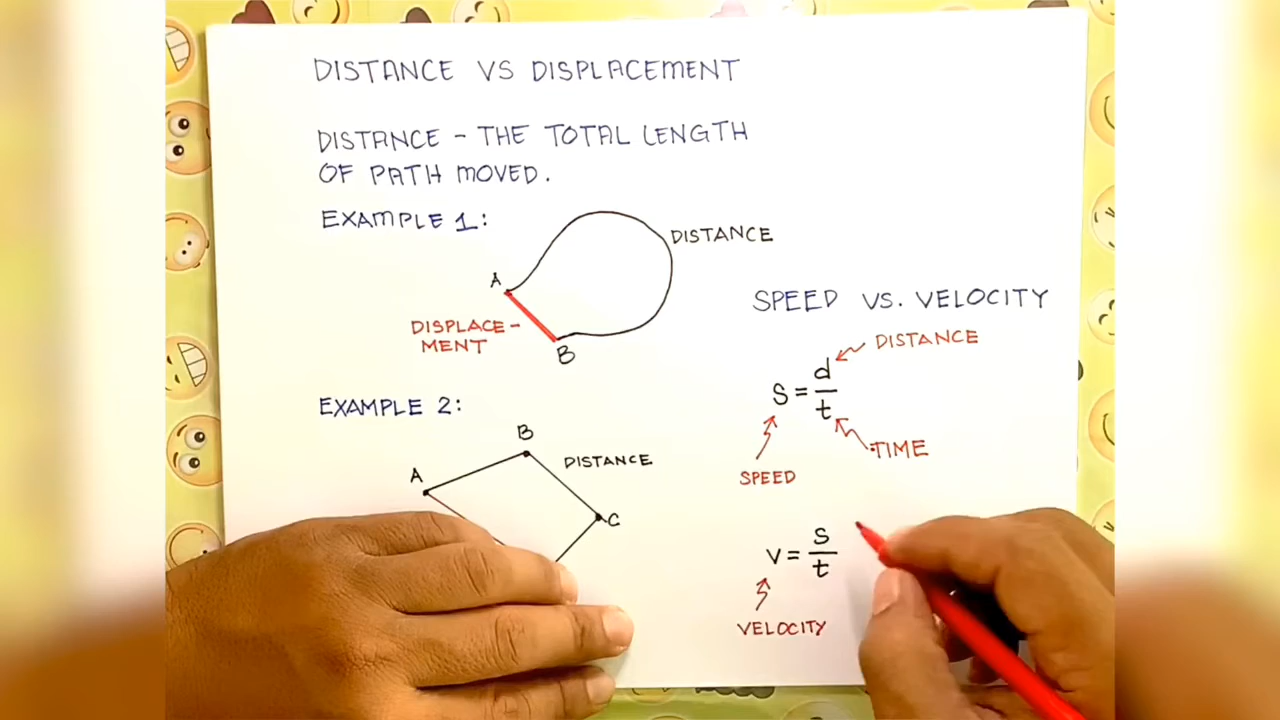 DISTANCE VS DISPLACEMENT
DISTANCE - THE TOTAL LENGTH
OF PATH MOVED.
EXAMPLE 1:
DISTANCE
A
DISPLACE-
MENT
B
EXAMPLE 2:
B
DISTANCE
A
C
SPEED VS. VELOCITY
DISTANCE
S = d/t
TIME
SPEED
V = s/t
VELOCITY